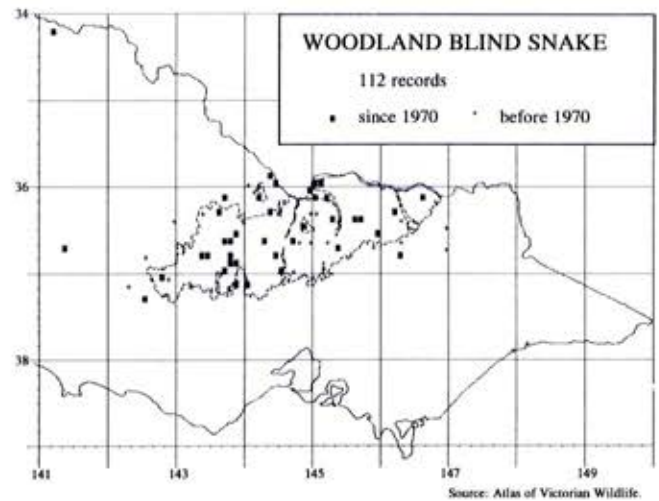 34
WOODLAND BLIND SNAKE
112 records
since 1970 before 1970
36
38
141 143 145 147 149
Source: Atlas of Victorian Wildlife.